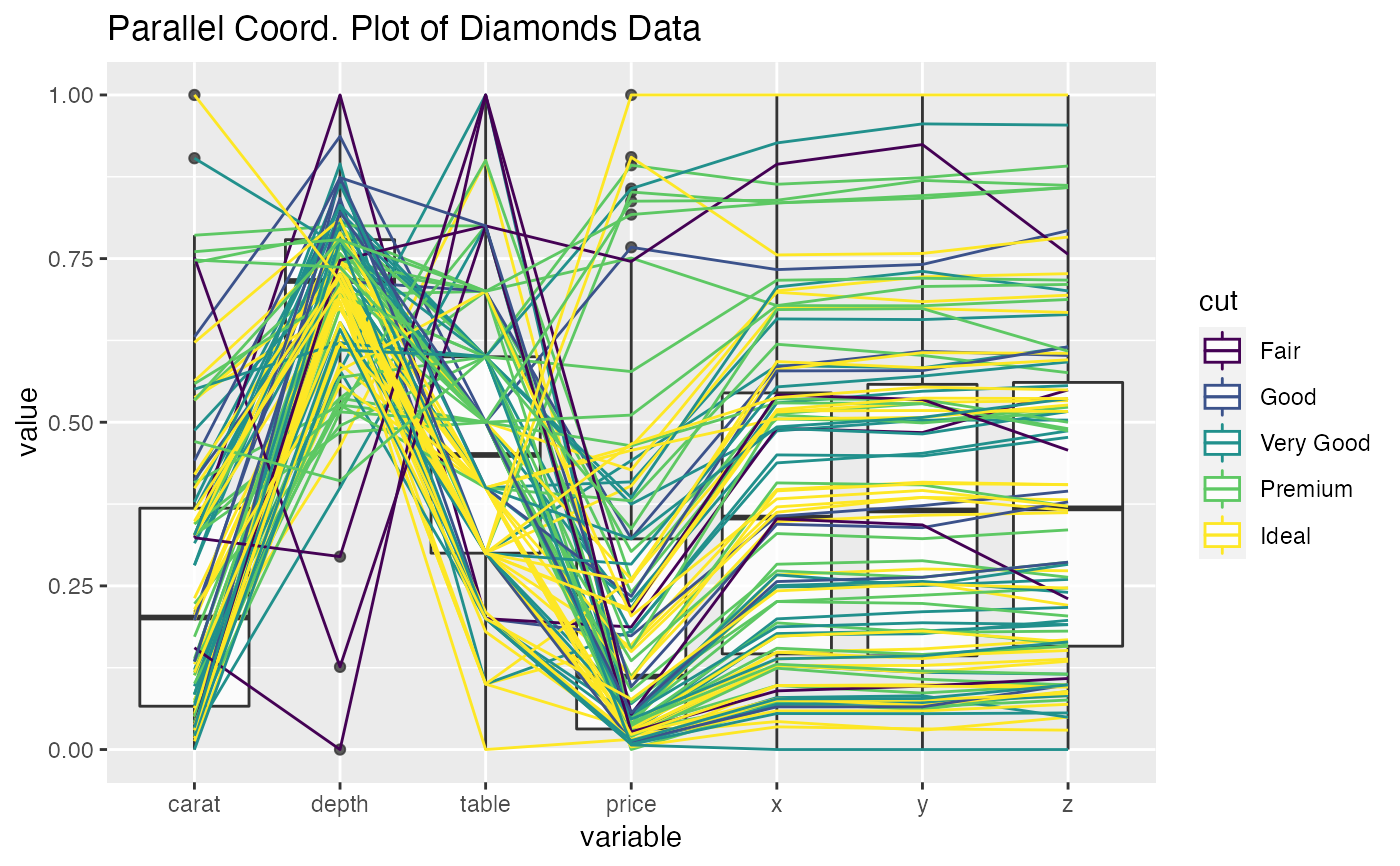 Parallel Coord. Plot of Diamonds Data
value
1.00
0.75
0.50
0.25
0.00
carat depth table price x y z
variable
cut
Fair
Good
Very Good
Premium
Ideal